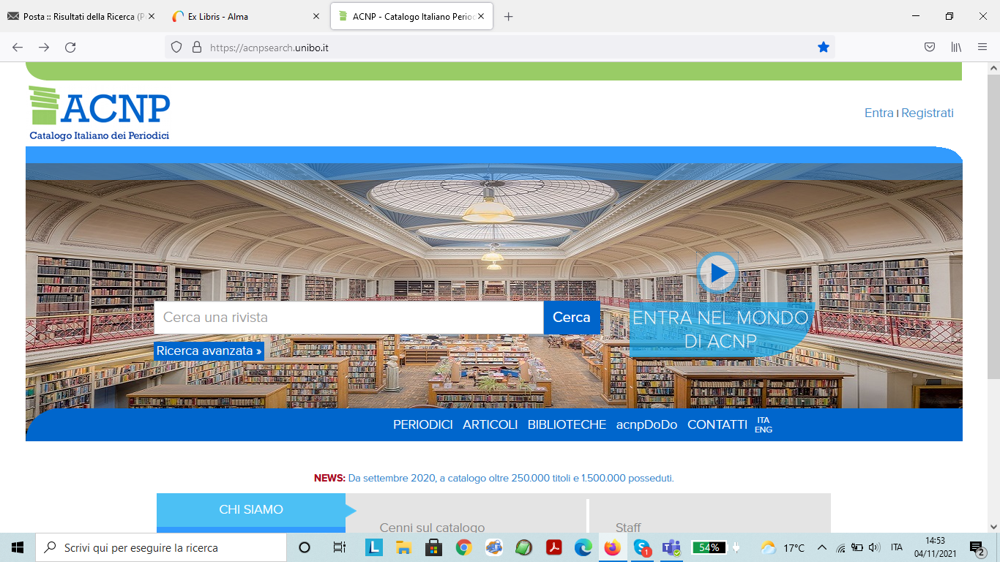 Posta :: Risultati della Ricerca (P
Ex Libris - Alma
ACNP - Catalogo Italiano Period
https://acnpsearch.unibo.it
ACNP
Catalogo Italiano dei Periodici
Entra | Registrati
Cerca una rivista
Cerca
Ricerca avanzata »
ENTRA NEL MONDO
DI ACNP
PERIODICI ARTICOLI BIBLIOTECHE acnpDoDo CONTATTI ITA
ENG
NEWS: Da settembre 2020, a catalogo oltre 250.000 titoli e 1.500.000 posseduti.
CHI SIAMO
Cenni sul catalogo
Staff
Scrivi qui per eseguire la ricerca
L
1
54%
17°C
ITA
14:53
04/11/2021
2